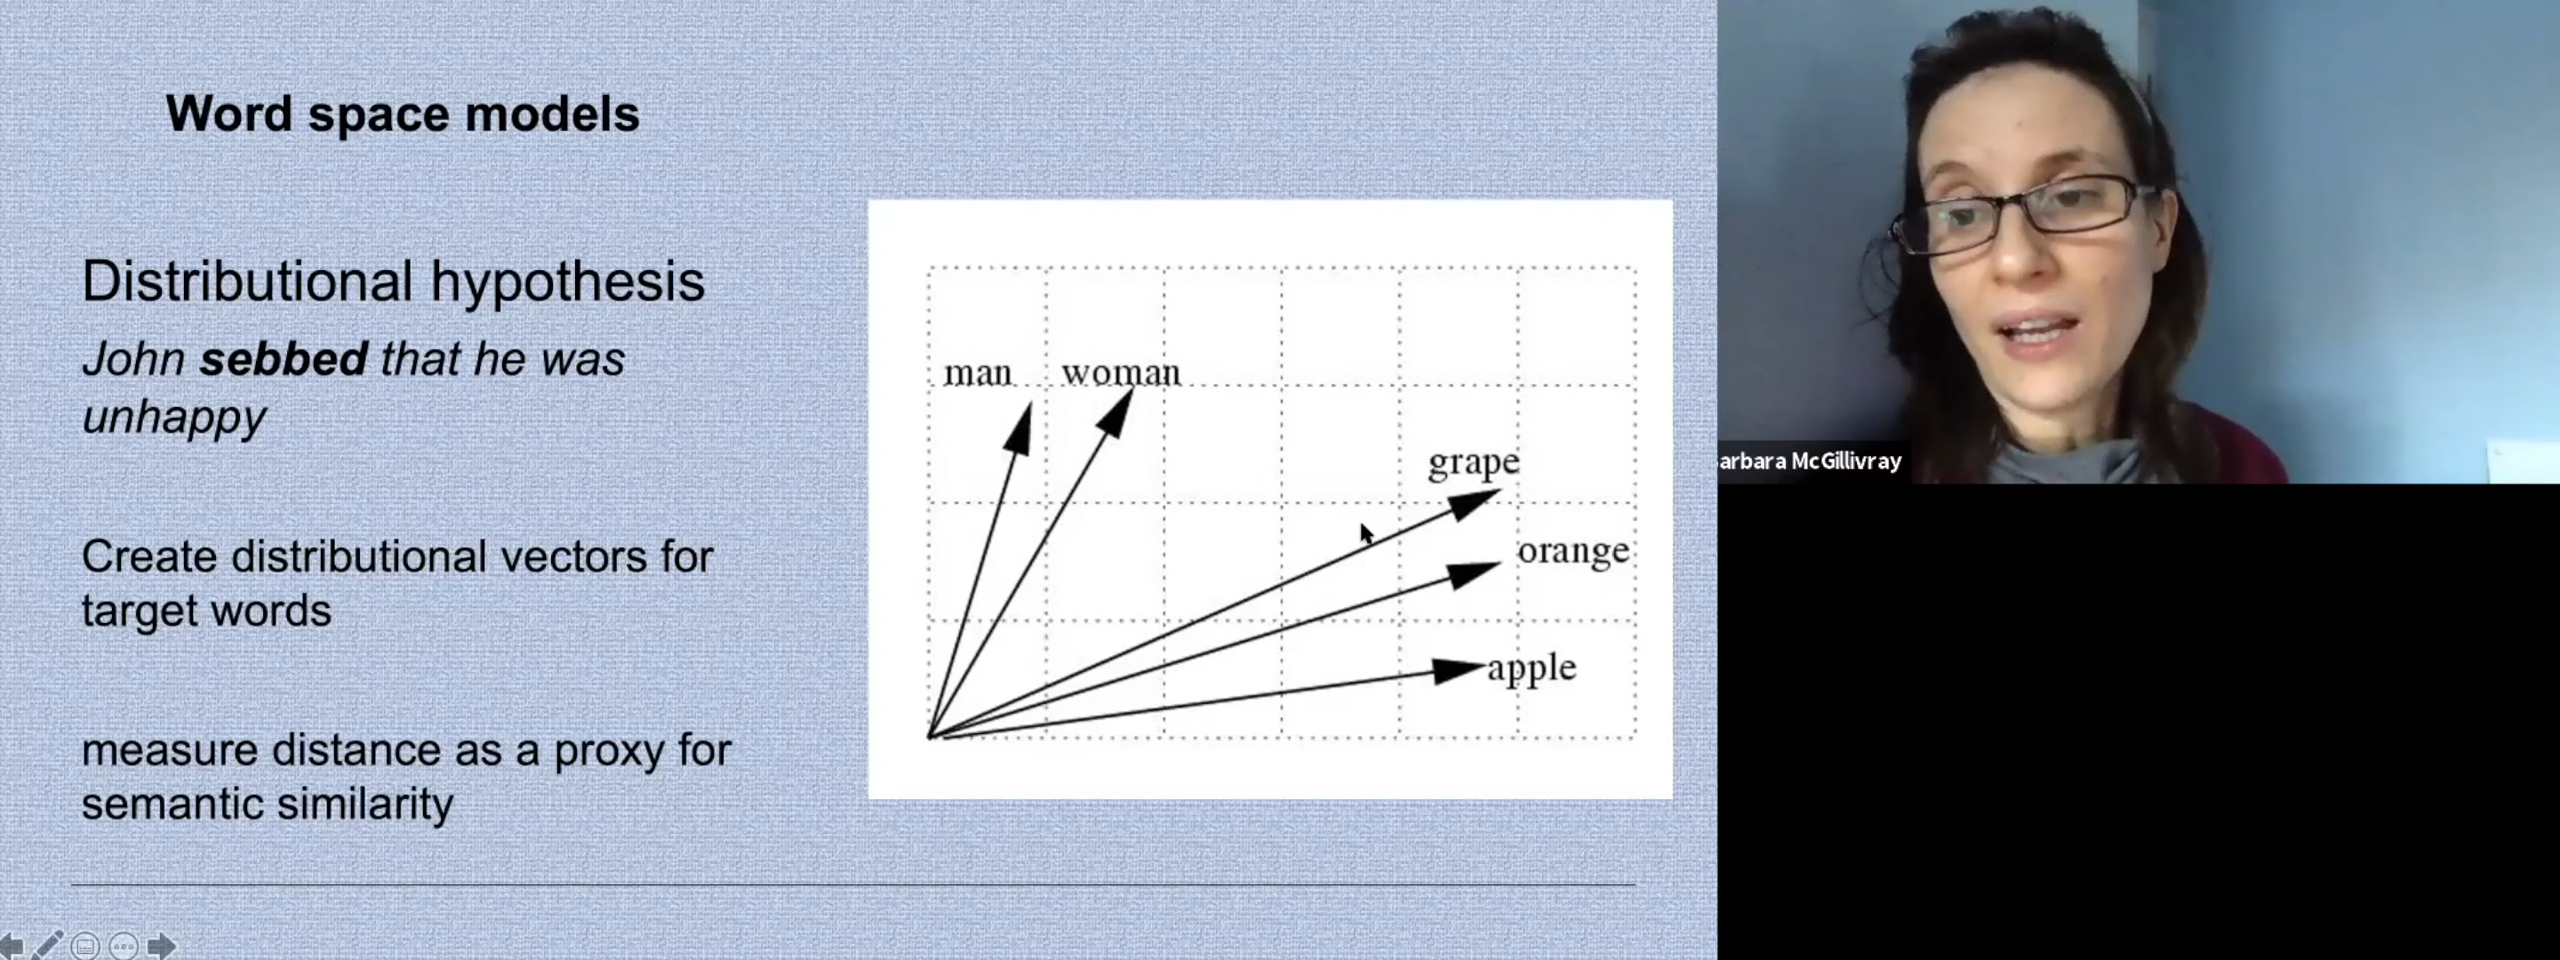 Word space models
Distributional hypothesis
John sebbed that he was
unhappy
Create distributional vectors for
target words
measure distance as a proxy for
semantic similarity
man woman
grape
orange
apple
arbara McGillivray